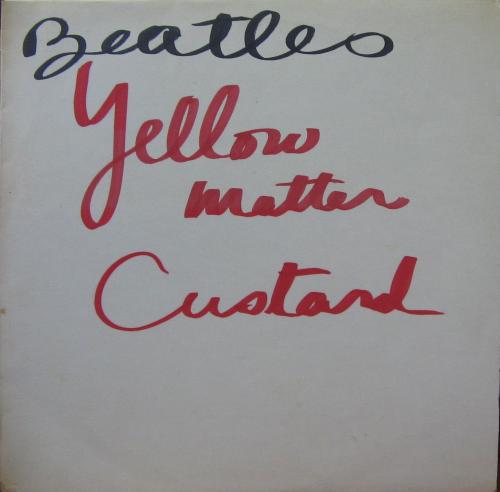 Beatles
Yellow
matter
Custard